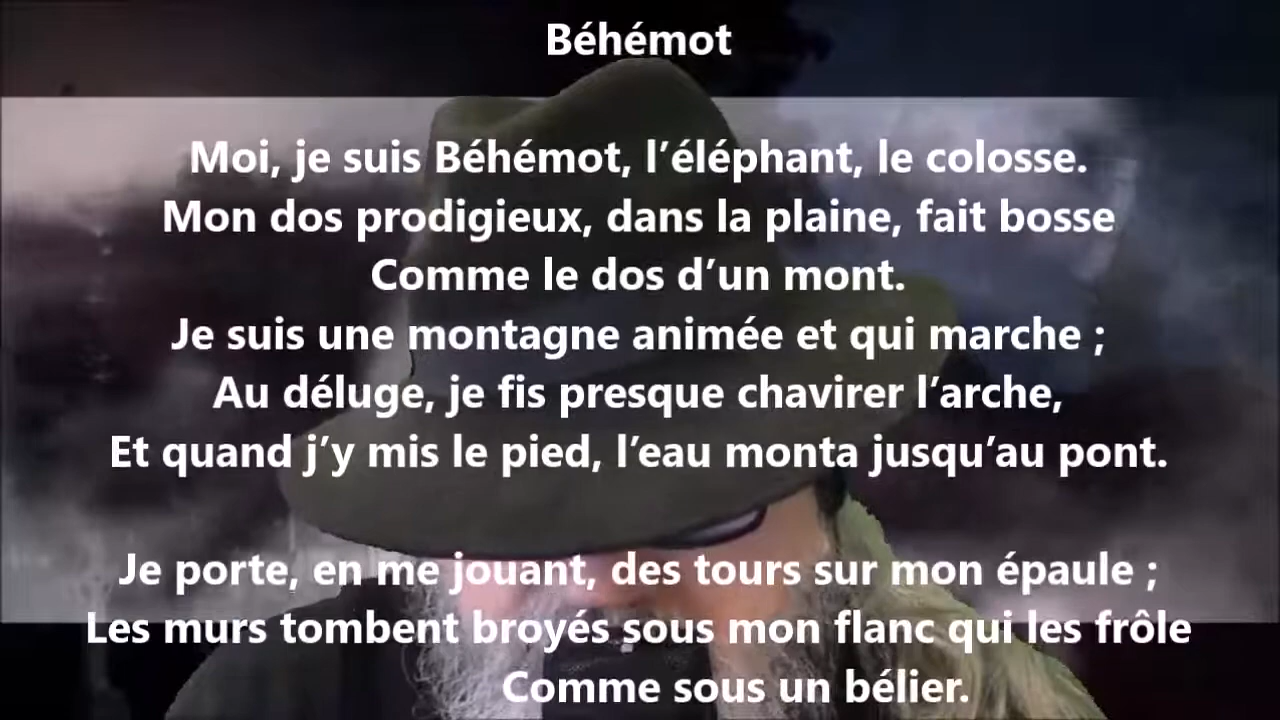 Béhémot
Moi, je suis Béhémot, l’éléphant, le colosse.
Mon dos prodigieux, dans la plaine, fait bosse
Comme le dos d’un mont.
Je suis une montagne animée et qui marche ;
Au déluge, je fis presque chavirer l’arche,
Et quand j’y mis le pied, l’eau monta jusqu’au pont.
Je porte, en me jouant, des tours sur mon épaule ;
Les murs tombent broyés sous mon flanc qui les frôle
Comme sous un bélier.